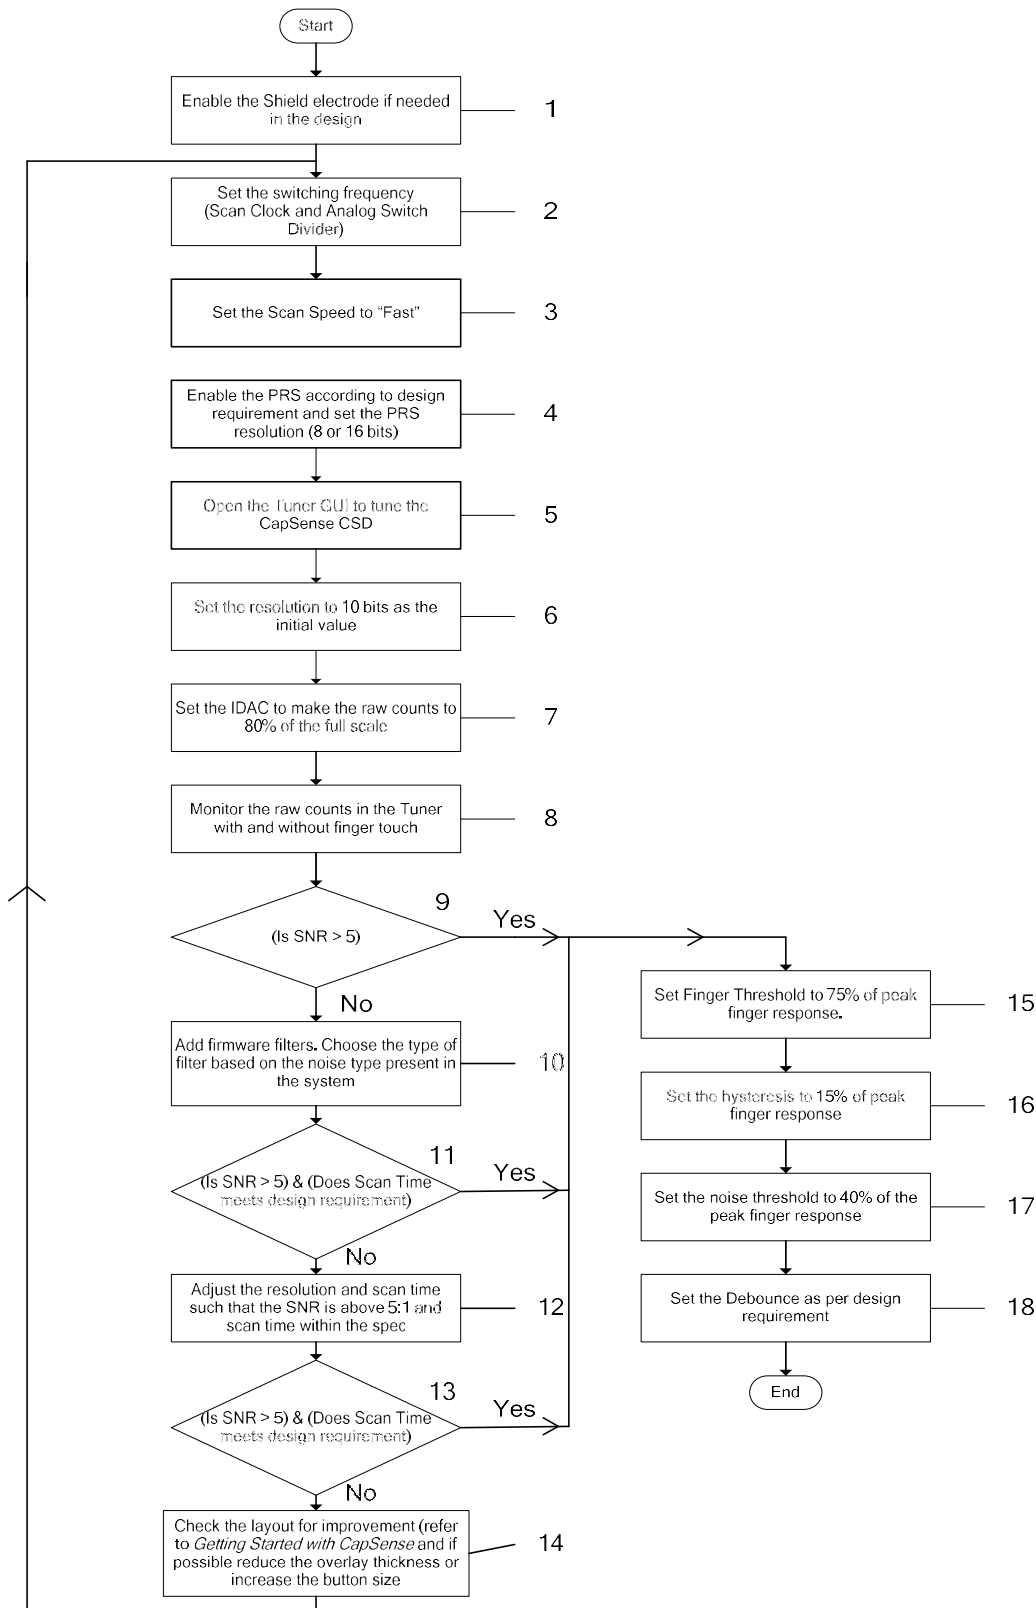 Start
Enable the Shield electrode if needed
in the design
1
Set the switching frequency
(Scan Clock and Analog Switch
Divider)
2
Set the Scan Speed to “Fast”
3
Enable the PRS according to design
requirement and set the PRS
resolution (8 or 16 bits)
4
Open the Tuner GUI to tune the
CapSense CSD
5
Set the resolution to 10 bits as the
initial value
6
Set the IDAC to make the raw counts to
80% of the full scale
7
Monitor the raw counts in the Tuner
with and without finger touch
8
(Is SNR > 5)
9
Yes
No
Add firmware filters. Choose the type of
filter based on the noise type present in
the system
10
(Is SNR > 5) & (Does Scan Time
meets design requirement)
11
Yes
No
Adjust the resolution and scan time
such that the SNR is above 5:1 and
scan time within the spec
12
(Is SNR > 5) & (Does Scan Time
meets design requirement)
13
Yes
No
Check the layout for improvement (refer
to Getting Started with CapSense and if
possible reduce the overlay thickness or
increase the button size
14
Set Finger Threshold to 75% of peak
finger response.
15
Set the hysteresis to 15% of peak
finger response
16
Set the noise threshold to 40% of the
peak finger response
17
Set the Debounce as per design
requirement
18
End